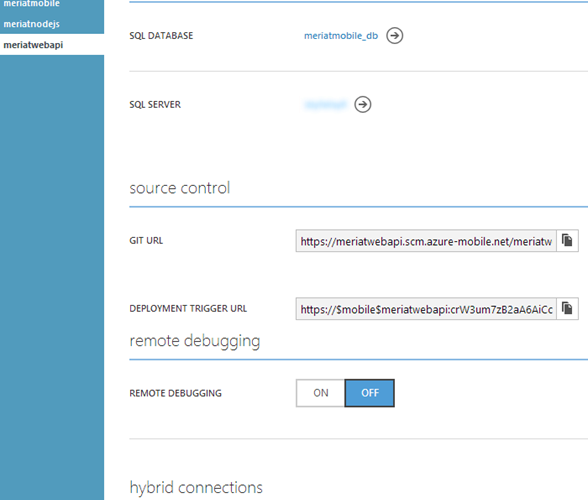 meriatmobile
meriatnodejs
meriatwebapi
SQL DATABASE meriatmobile_db
SQL SERVER
source control
GIT URL https://meriatwebapi.scm.azure-mobile.net/meriatw
DEPLOYMENT TRIGGER URL https://$mobile$meriatwebapi:crW3um7zB2aA6AiCc
remote debugging
REMOTE DEBUGGING ON OFF
hybrid connections